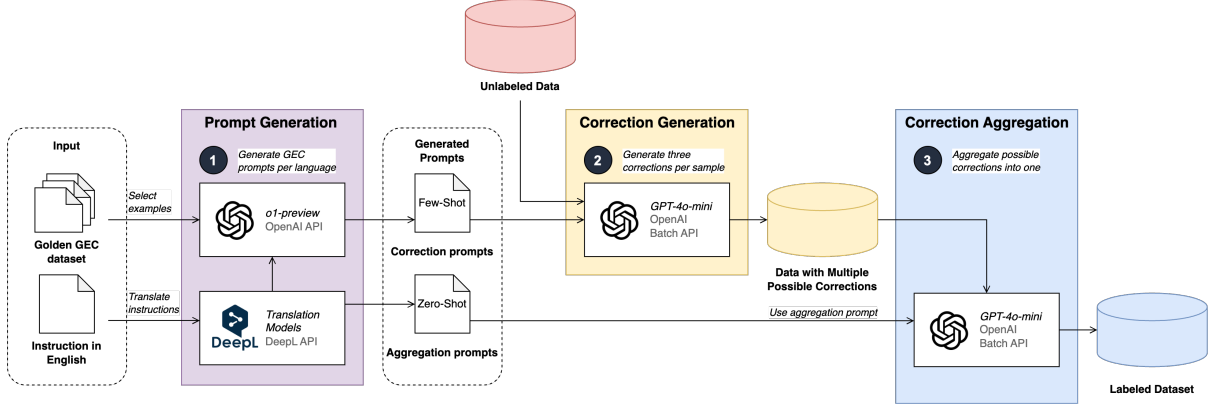 Unlabeled Data
Input
Golden GEC
dataset
Instruction in
English
Select
examples
Translate
instructions
Prompt Generation
1
Generate GEC
prompts per language
o1-preview
OpenAI API
DeepL
Translation
Models
DeepL API
Generated
Prompts
Few-Shot
Correction prompts
Zero-Shot
Aggregation prompts
Correction Generation
2
Generate three
corrections per sample
GPT-4o-mini
OpenAI
Batch API
Data with Multiple
Possible Corrections
Use aggregation prompt
Correction Aggregation
3
Aggregate possible
corrections into one
GPT-4o-mini
OpenAI
Batch API
Labeled Dataset